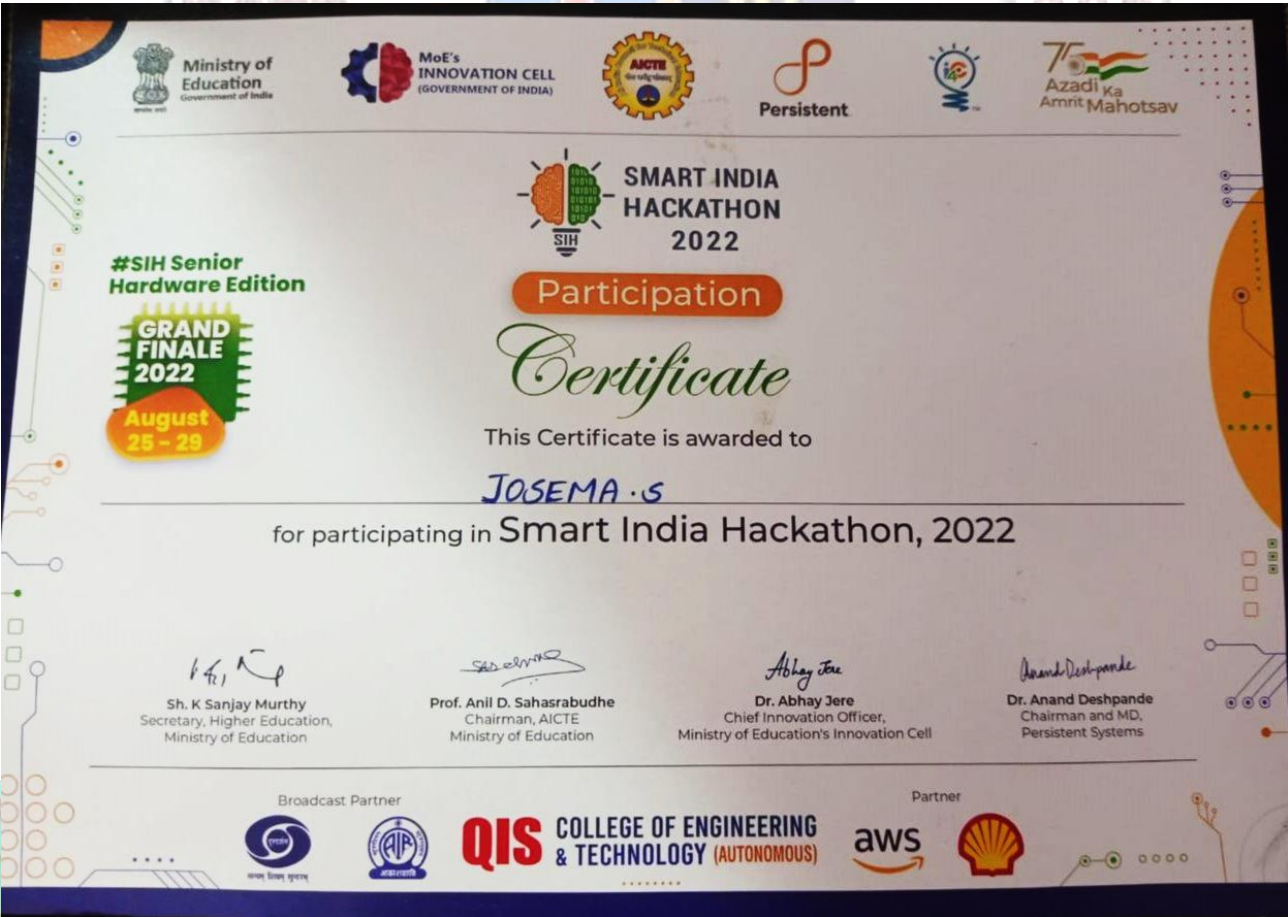 Ministry of
Education
Government of India
MoE's
INNOVATION CELL
(GOVERNMENT OF INDIA)
AICTE
Persistent
75
Azadi Ka
Amrit Mahotsav
SMART INDIA
HACKATHON
2022
SIH
#SIH Senior
Hardware Edition
GRAND
FINALE
2022
August
25 - 29
Participation
Certificate
This Certificate is awarded to
JOSEMA.S
for participating in Smart India Hackathon, 2022
Abhay Jere
Anand Deshpande
Sh. K Sanjay Murthy
Secretary, Higher Education,
Ministry of Education
Prof. Anil D. Sahasrabudhe
Chairman, AICTE
Ministry of Education
Dr. Abhay Jere
Chief Innovation Officer,
Ministry of Education's Innovation Cell
Dr. Anand Deshpande
Chairman and MD,
Persistent Systems
Broadcast Partner
Partner
AIR
आकाशवाणी
QIS COLLEGE OF ENGINEERING
& TECHNOLOGY (AUTONOMOUS)
aws